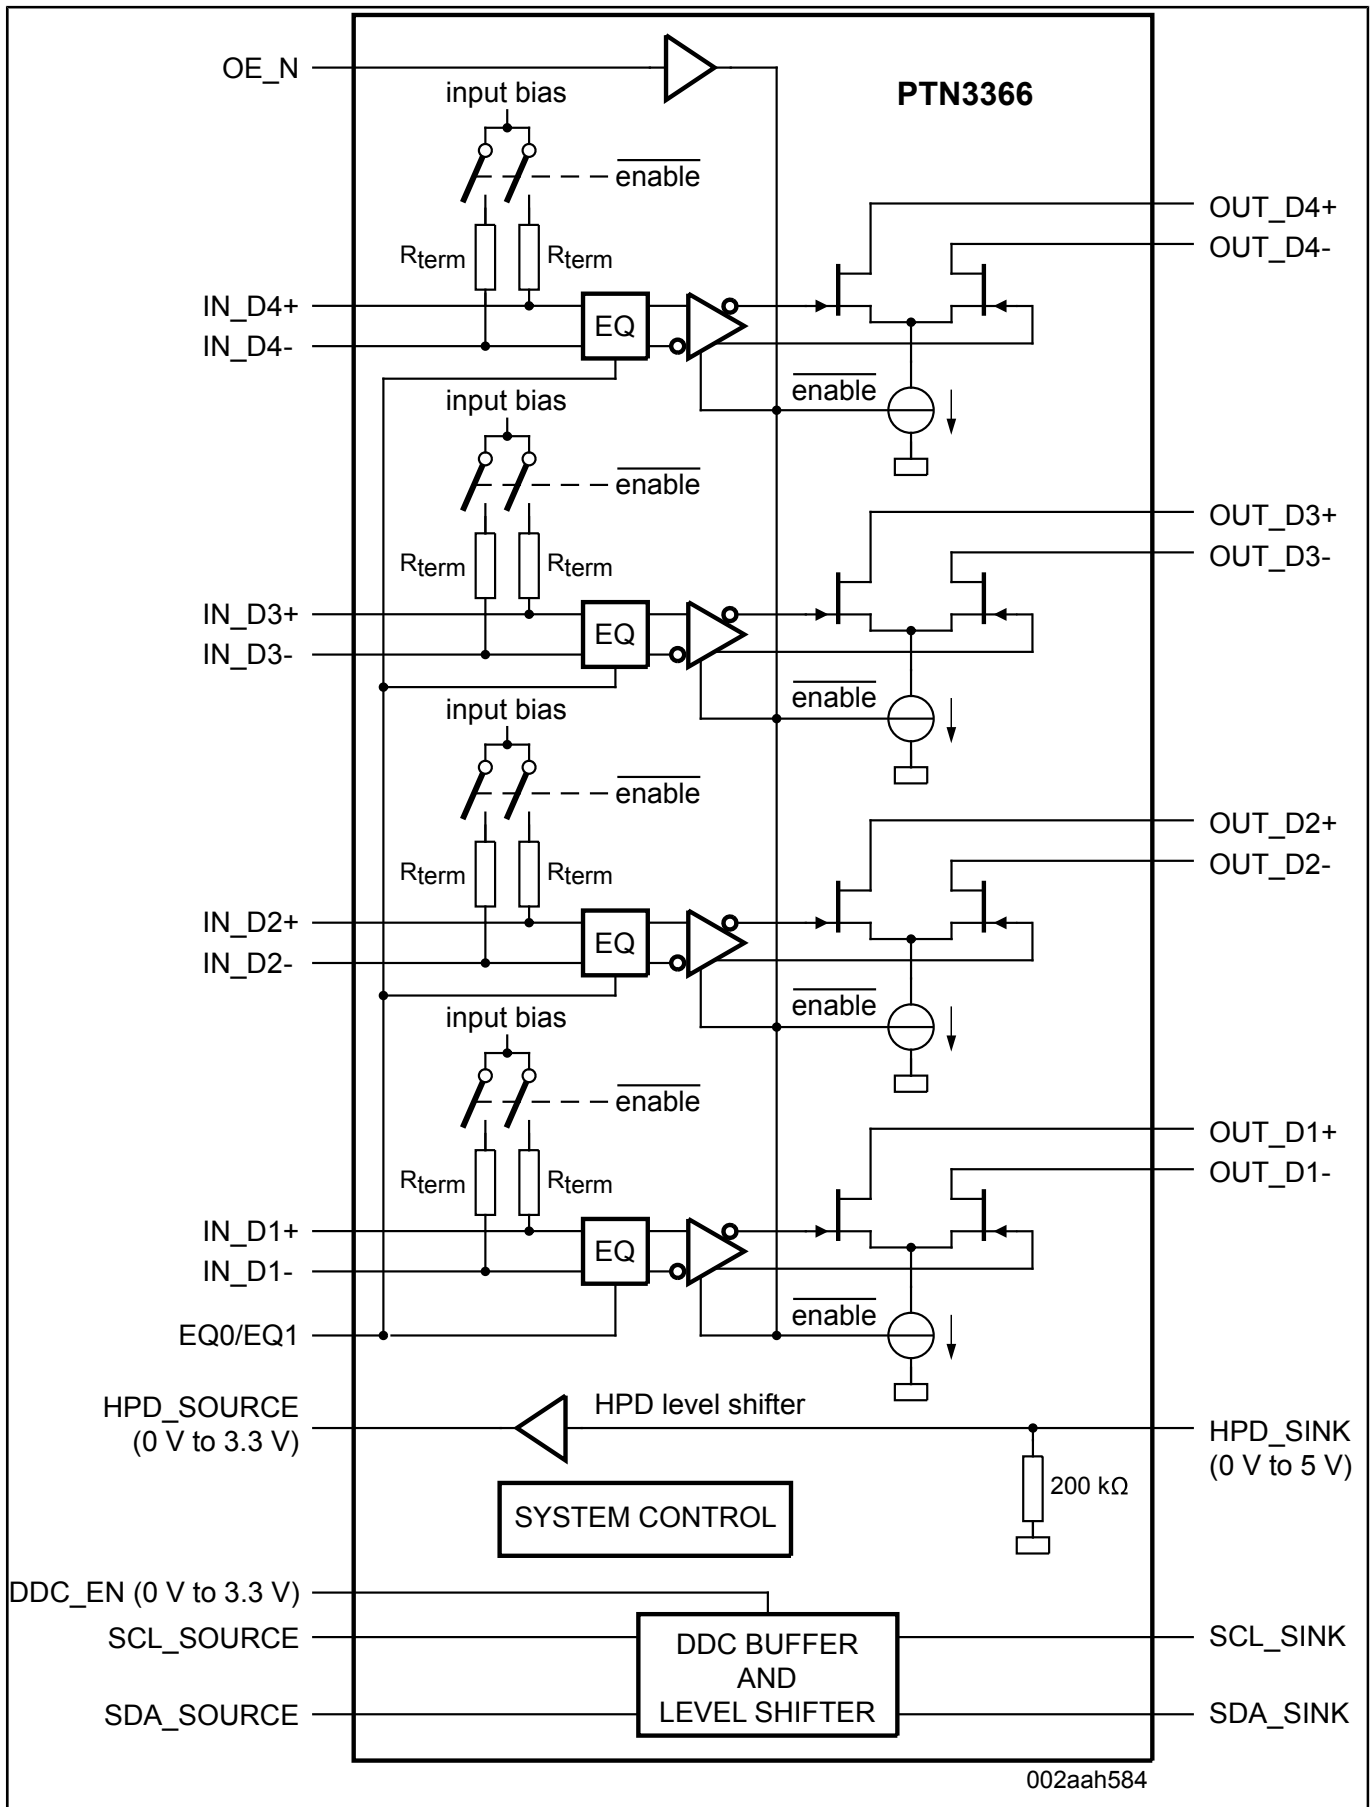 OE_N
PTN3366
input bias
enable
OUT_D4+
OUT_D4-
Rterm
Rterm
IN_D4+
IN_D4-
EQ
enable
input bias
enable
OUT_D3+
OUT_D3-
Rterm
Rterm
IN_D3+
IN_D3-
EQ
enable
input bias
enable
OUT_D2+
OUT_D2-
Rterm
Rterm
IN_D2+
IN_D2-
EQ
enable
input bias
enable
OUT_D1+
OUT_D1-
Rterm
Rterm
IN_D1+
IN_D1-
EQ
enable
EQ0/EQ1
HPD_SOURCE
(0 V to 3.3 V)
HPD level shifter
HPD_SINK
(0 V to 5 V)
200 kΩ
SYSTEM CONTROL
DDC_EN (0 V to 3.3 V)
SCL_SOURCE
DDC BUFFER
AND
LEVEL SHIFTER
SCL_SINK
SDA_SOURCE
SDA_SINK
002aah584